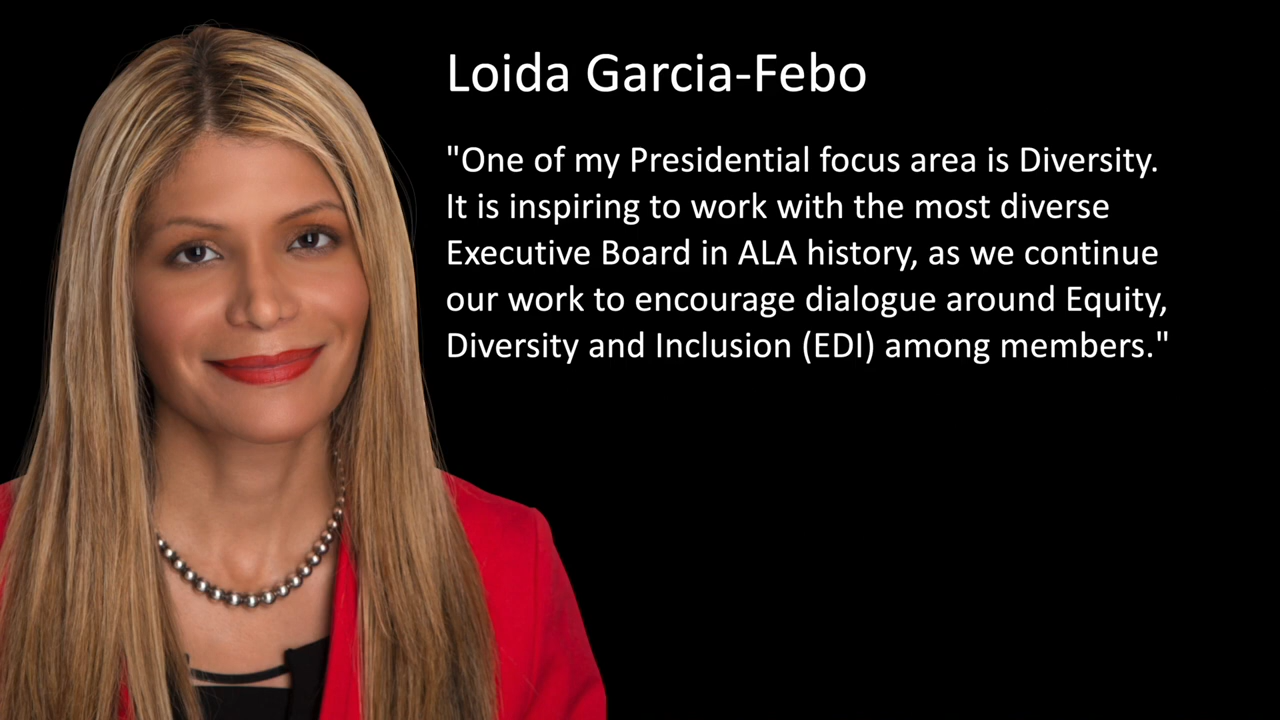 Loida Garcia-Febo
"One of my Presidential focus area is Diversity.
It is inspiring to work with the most diverse
Executive Board in ALA history, as we continue
our work to encourage dialogue around Equity,
Diversity and Inclusion (EDI) among members."